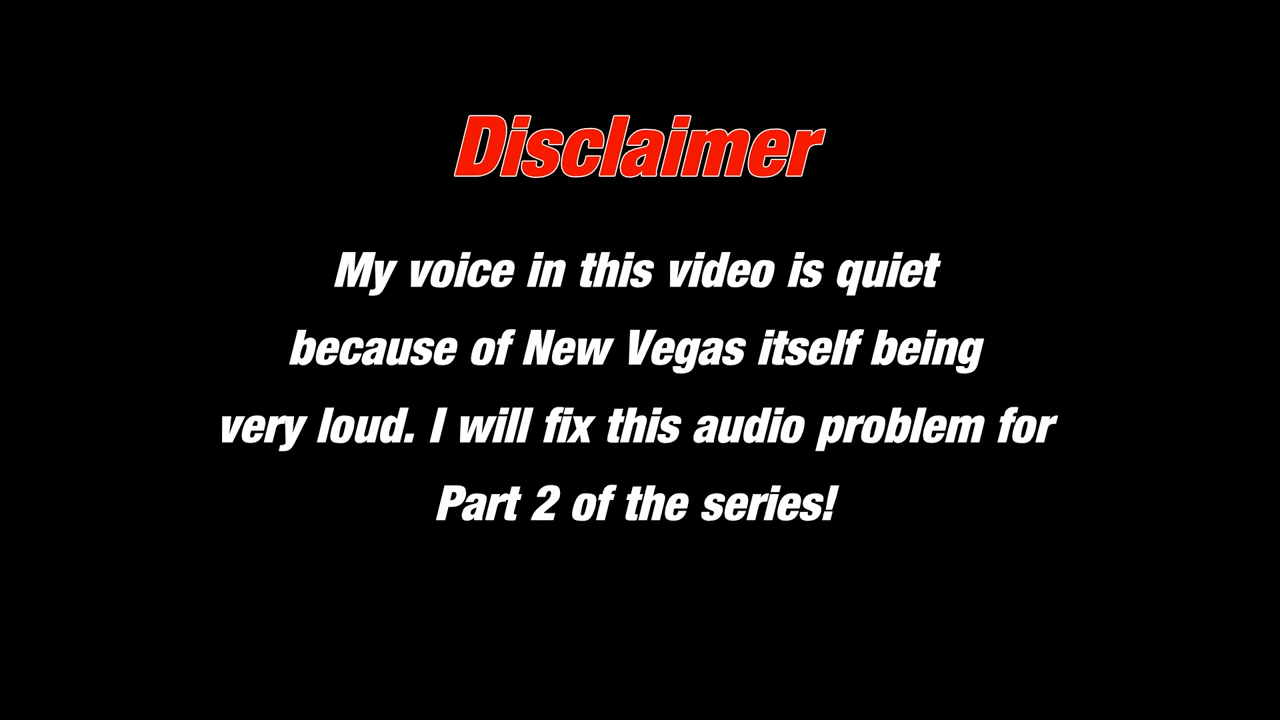 Disclaimer
My voice in this video is quiet
because of New Vegas itself being
very loud. I will fix this audio problem for
Part 2 of the series!